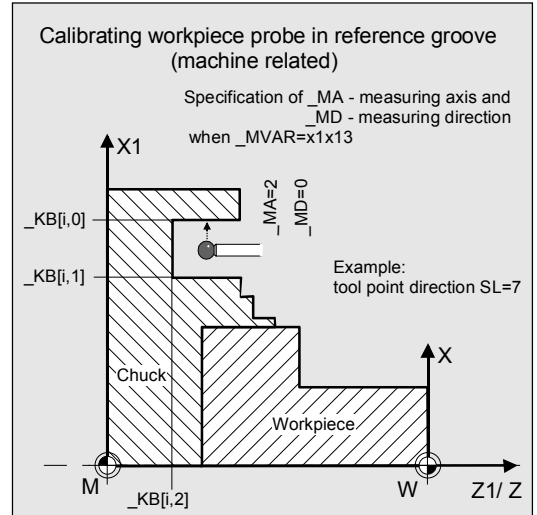 Calibrating workpiece probe in reference groove
(machine related)
Specification of _MA - measuring axis and
_MD - measuring direction
when _MVAR=x1x13
X1
_MA=2
_MD=0
_KB[i,0]
_KB[i,1]
Example:
tool point direction SL=7
X
Chuck
Workpiece
M
W
Z1/ Z
_KB[i,2]